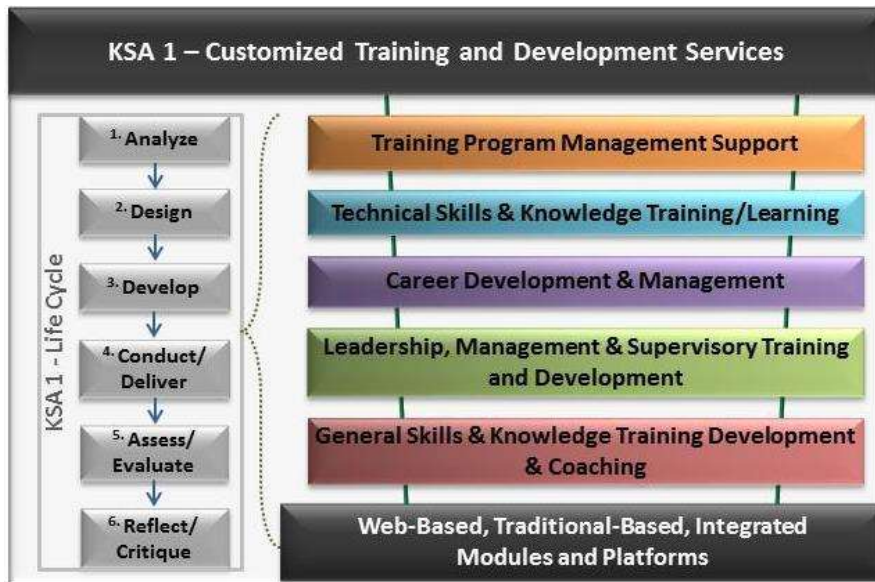 KSA 1 – Customized Training and Development Services
KSA 1 - Life Cycle
1. Analyze
2. Design
3. Develop
4. Conduct/
Deliver
5. Assess/
Evaluate
6. Reflect/
Critique
Training Program Management Support
Technical Skills & Knowledge Training/Learning
Career Development & Management
Leadership, Management & Supervisory Training
and Development
General Skills & Knowledge Training Development
& Coaching
Web-Based, Traditional-Based, Integrated
Modules and Platforms